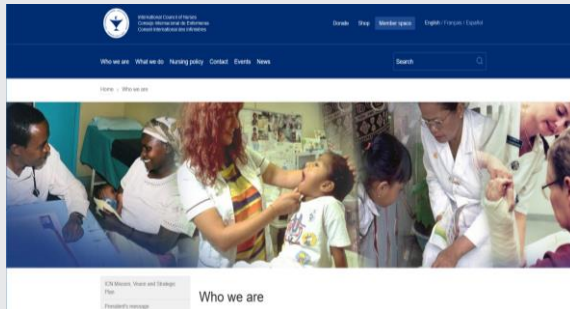 International Council of Nurses
Consejo Internacional de Enfermeras
Conseil international des infirmières
Donate Shop Member space English / Français / Español
Who we are What we do Nursing policy Contact Events News Search
Home Who we are
ICN Mission, Vision and Strategic
Plan
President's message
Who we are